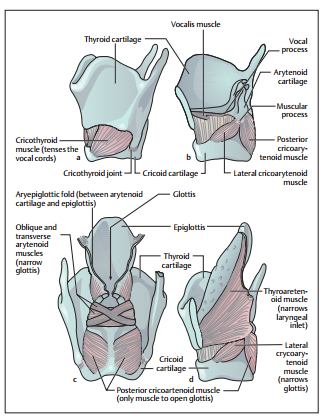 Vocalis muscle
Thyroid cartilage
Vocal
process
Arytenoid
cartilage
Muscular
process
Cricothyroid
muscle (tenses the
vocal cords)
a
b
Posterior
cricoary-
tenoid muscle
Cricothyroid joint
Cricoid cartilage
Lateral cricoarytenoid
muscle
Aryepiglottic fold (between arytenoid
cartilage and epiglottis)
Glottis
Oblique and
transverse
arytenoid
muscles
(narrow
glottis)
Epiglottis
Thyroid
cartilage
Thyroareten-
oid muscle
(narrows
laryngeal
inlet)
Cricoid
cartilage
Lateral
crycoary-
tenoid
muscle
(narrows
glottis)
c
d
Posterior cricoartenoid muscle
(only muscle to open glottis)